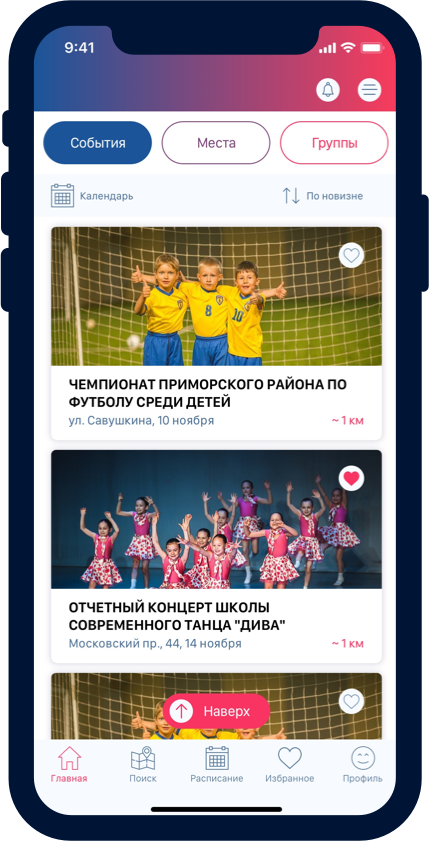 9:41
События
Места
Группы
Календарь
По новизне
8
10
ЧЕМПИОНАТ ПРИМОРСКОГО РАЙОНА ПО
ФУТБОЛУ СРЕДИ ДЕТЕЙ
ул. Савушкина, 10 ноября
~ 1 км
ОТЧЕТНЫЙ КОНЦЕРТ ШКОЛЫ
СОВРЕМЕННОГО ТАНЦА "ДИВА"
Московский пр., 44, 14 ноября
~ 1 км
Наверх
Главная
Поиск
Расписание
Избранное
Профиль